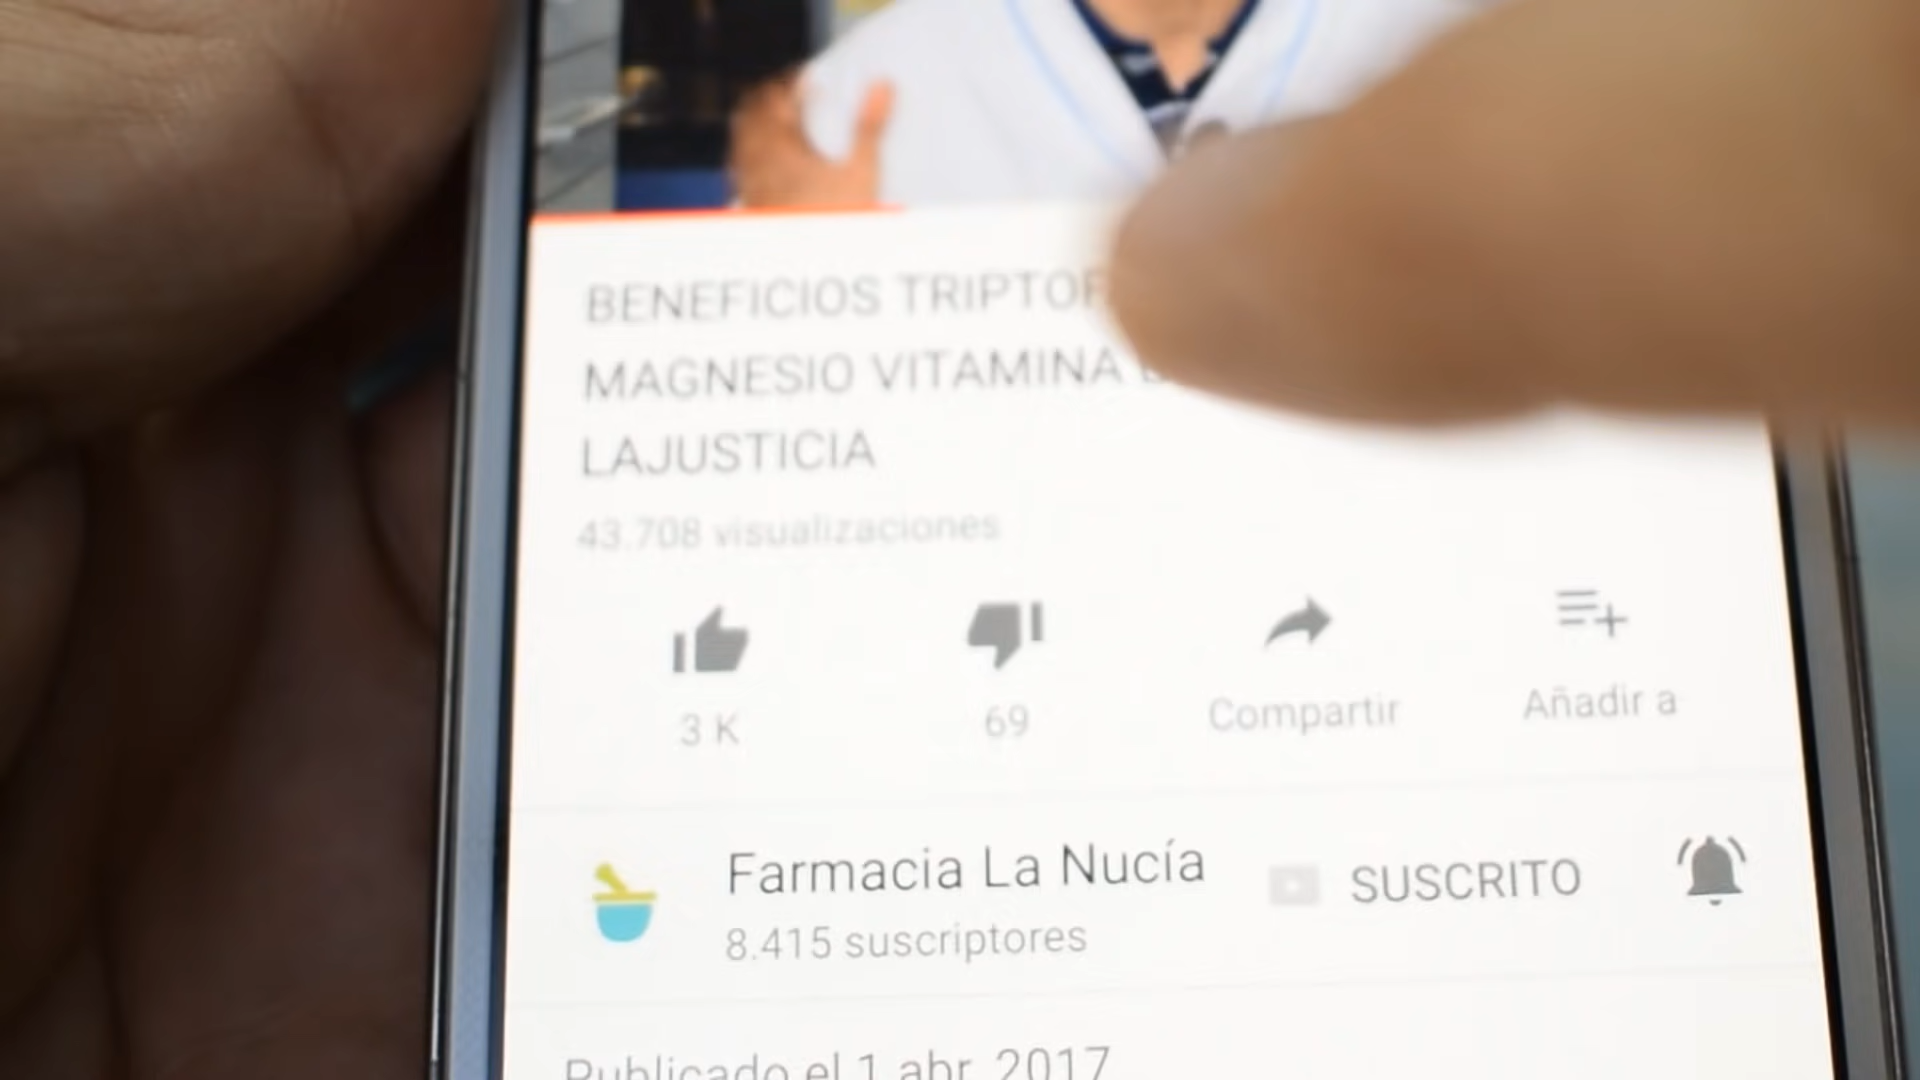 BENEFICIOS
MAGNESIO VITAMINA
LAJUSTICIA
43.708 visualizaciones
3 K
69
Compartir
Añadir a
Farmacia La Nucía
SUSCRITO
8.415 suscriptores
Publicado el 1 abr. 2017